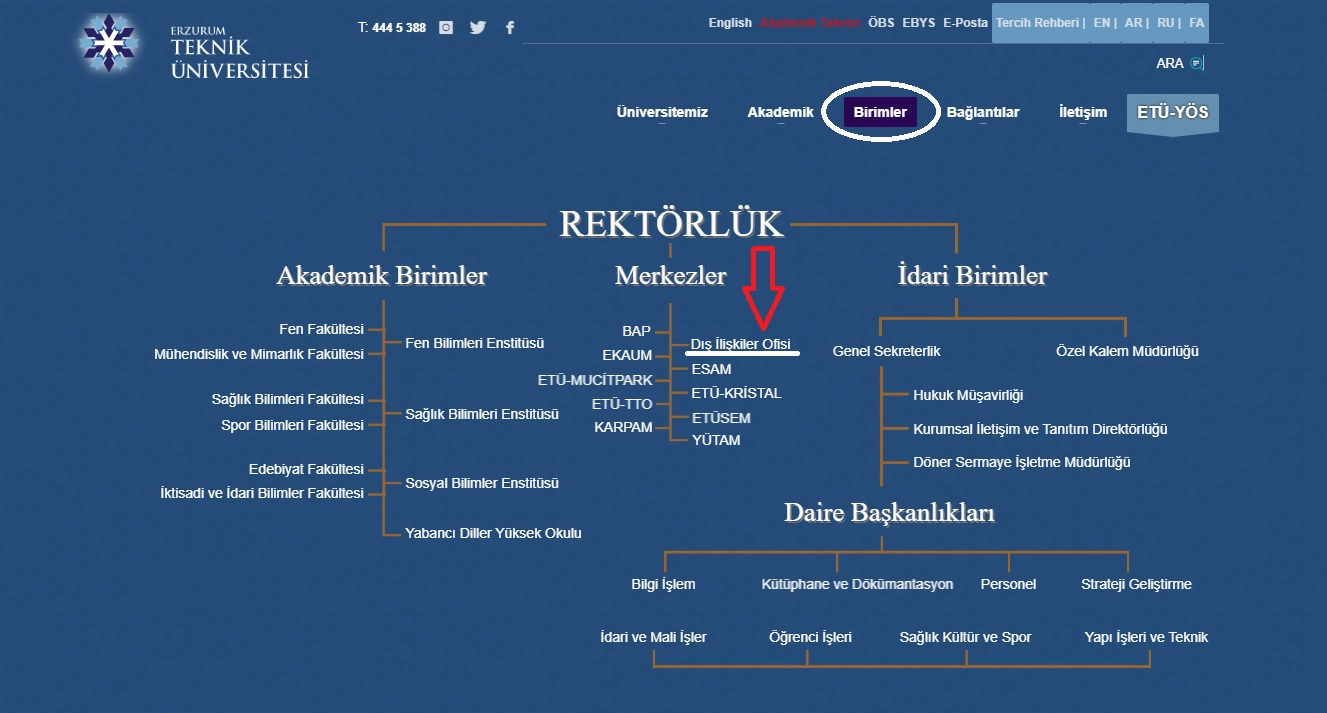 ERZURUM
TEKNİK
ÜNİVERSİTESİ
T: 444 5 388
English Akademik Takvim ÖBS EBYS E-Posta Tercih Rehberi | EN | AR | RU | FA
ARA
Üniversitemiz Akademik Birimler Bağlantılar İletişim ETÜ-YÖS
REKTÖRLÜK
Akademik Birimler
Fen Fakültesi
Fen Bilimleri Enstitüsü
Mühendislik ve Mimarlık Fakültesi
Sağlık Bilimleri Fakültesi
Sağlık Bilimleri Enstitüsü
Spor Bilimleri Fakültesi
Edebiyat Fakültesi
Sosyal Bilimler Enstitüsü
İktisadi ve İdari Bilimler Fakültesi
Yabancı Diller Yüksek Okulu
Merkezler
BAP
Dış İlişkiler Ofisi
EKAUM
ESAM
ETÜ-MUCİTPARK
ETÜ-KRİSTAL
ETÜ-TTO
ETÜSEM
KARPAM
YÜTAM
İdari Birimler
Genel Sekreterlik
Özel Kalem Müdürlüğü
Hukuk Müşavirliği
Kurumsal İletişim ve Tanıtım Direktörlüğü
Döner Sermaye İşletme Müdürlüğü
Daire Başkanlıkları
Bilgi İşlem Kütüphane ve Dökümantasyon Personel Strateji Geliştirme
İdari ve Mali İşler Öğrenci İşleri Sağlık Kültür ve Spor Yapı İşleri ve Teknik